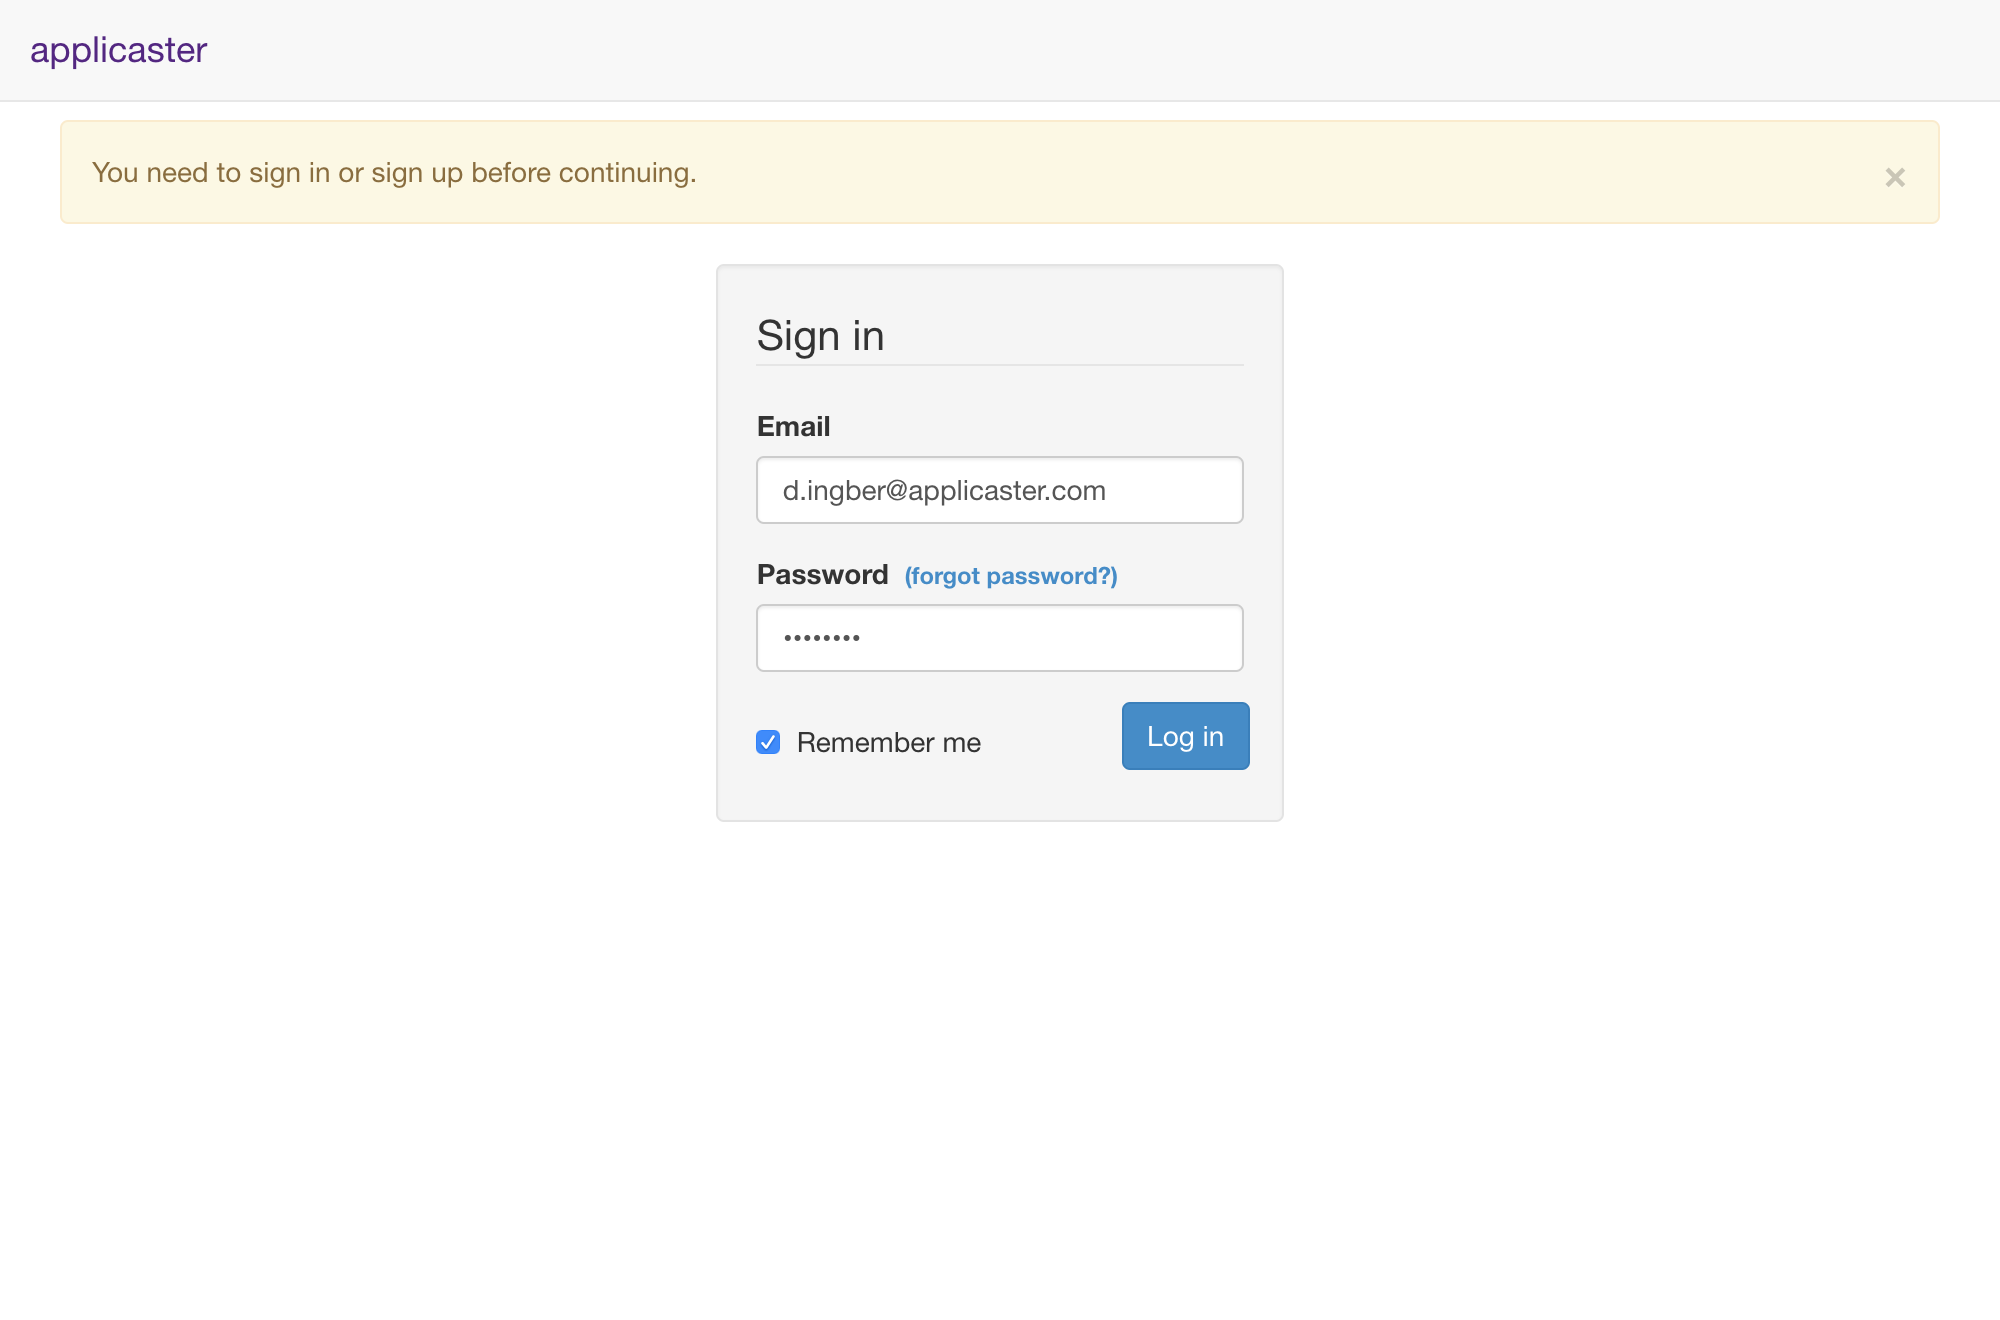 applicaster
You need to sign in or sign up before continuing.
×
Sign in
Email
d.ingber@applicaster.com
Password (forgot password?)
••••••••
Remember me
Log in